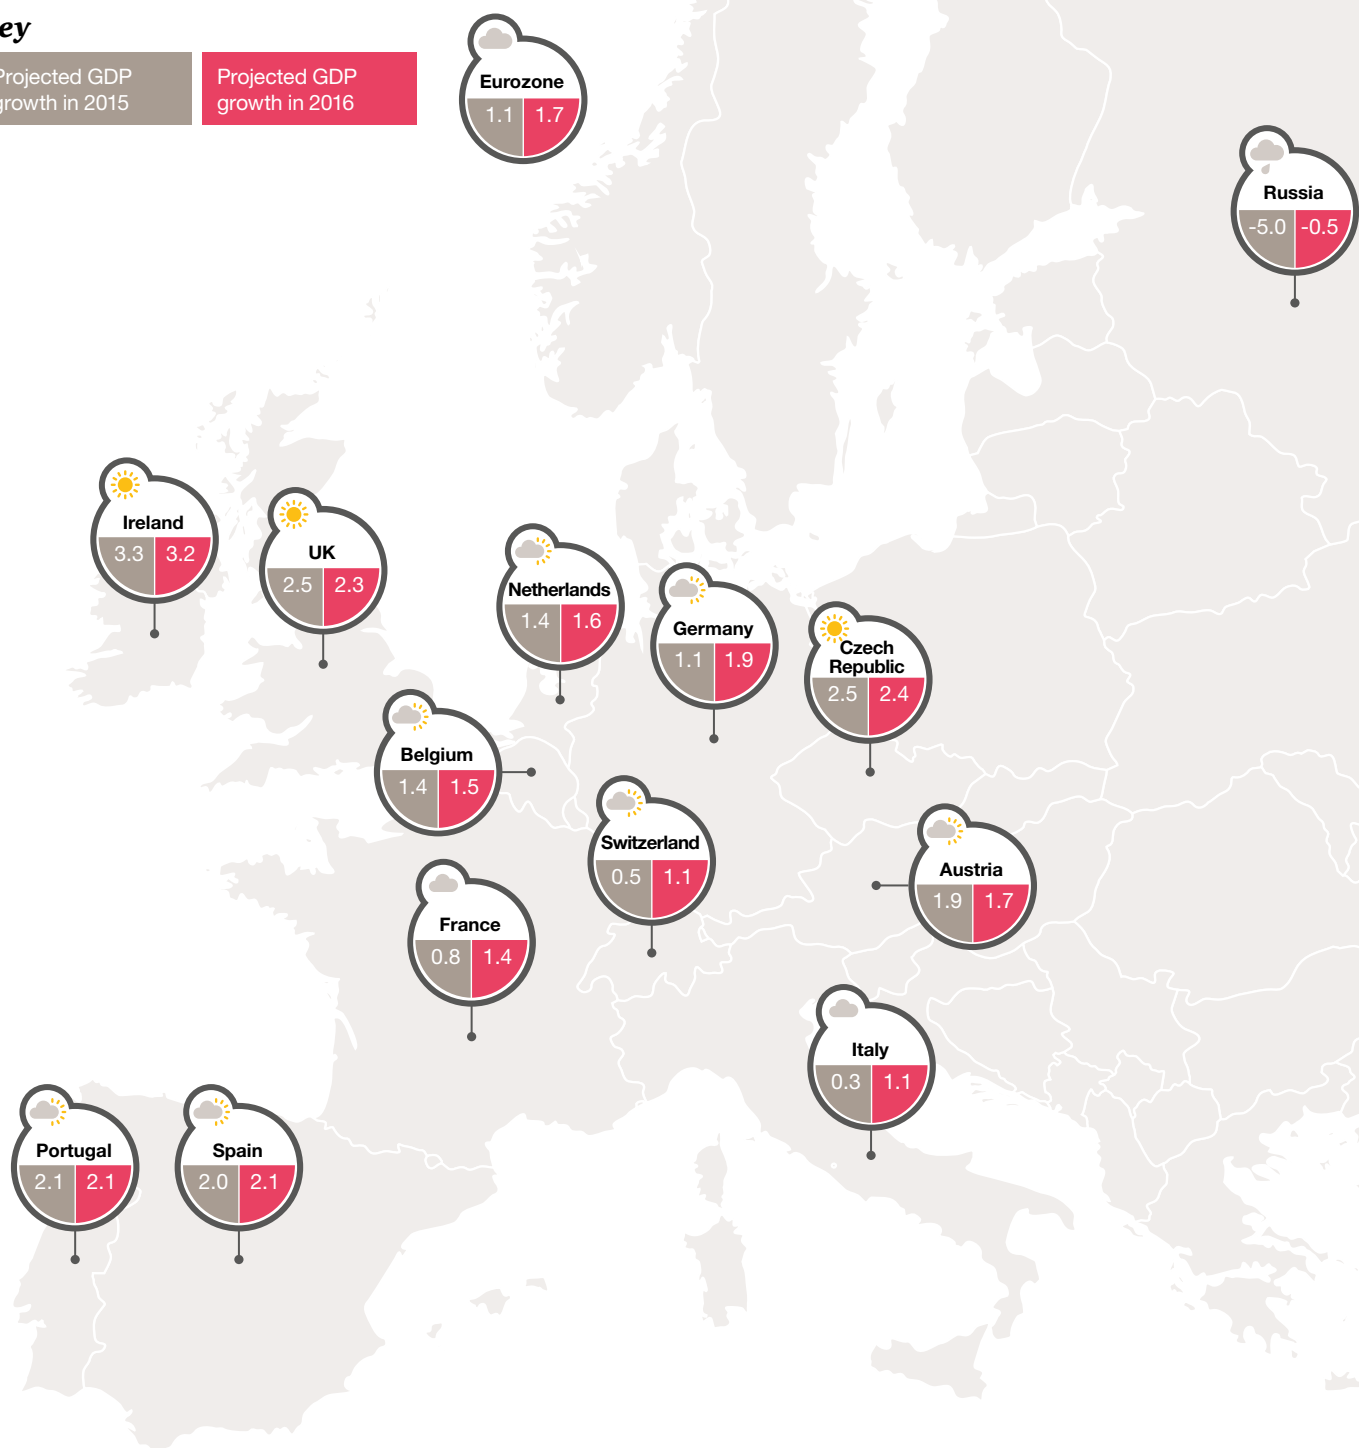 ey
Projected GDP
growth in 2015
Projected GDP
growth in 2016
Eurozone
1.1 1.7
Russia
-5.0 -0.5
Ireland
3.3 3.2
UK
2.5 2.3
Netherlands
1.4 1.6
Germany
1.1 1.9
Czech
Republic
2.5 2.4
Belgium
1.4 1.5
Switzerland
0.5 1.1
Austria
1.9 1.7
France
0.8 1.4
Italy
0.3 1.1
Portugal
2.1 2.1
Spain
2.0 2.1